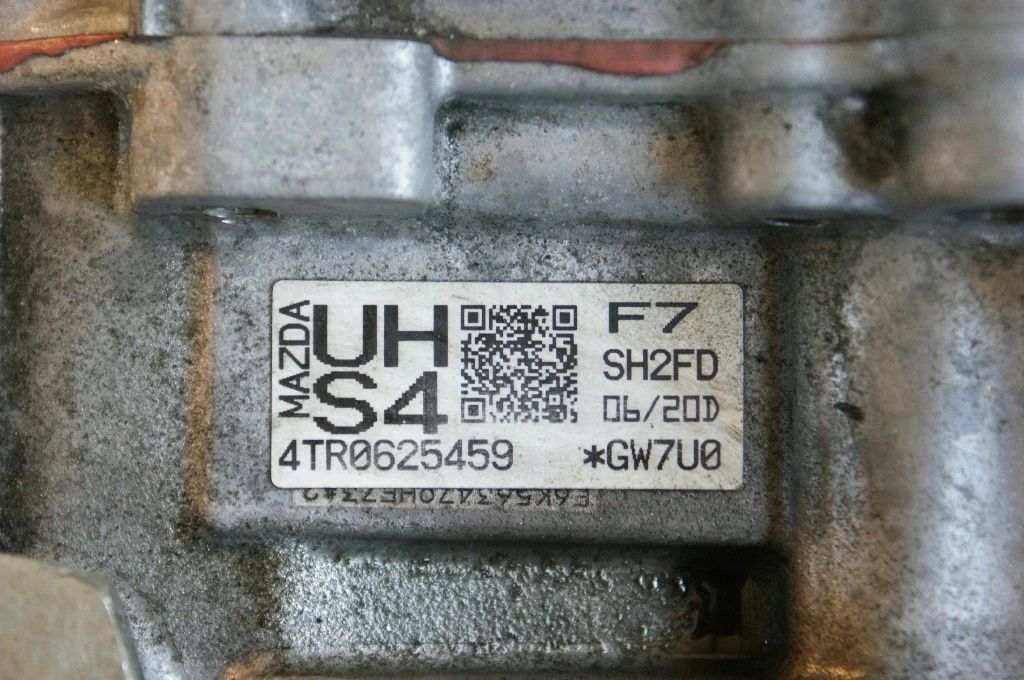 MAZDA
UH
S4
F7
SH2FD
06/20D
4TR0625459 *GW7U0